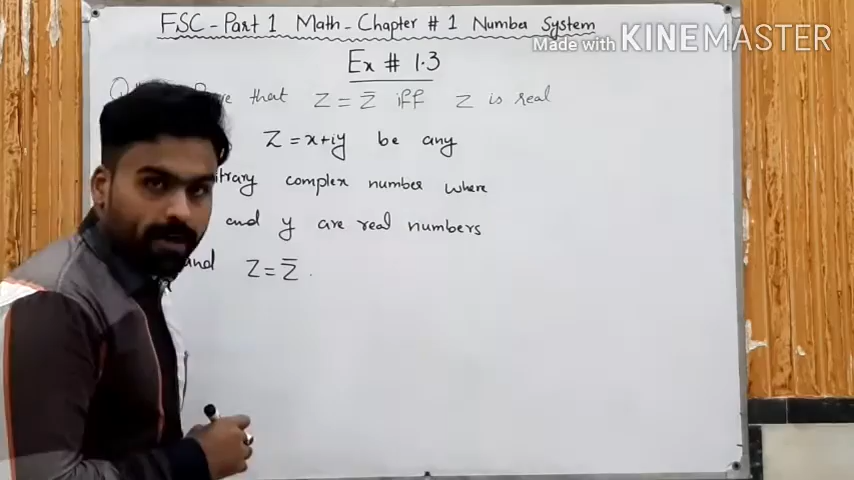 FSC - Part 1 Math - Chapter # 1 Numba System
Made with KINEMASTER
Ex # 1.3
that Z = Z̅ iff Z is real
Z = x+iy be any
complex number where
and y are real numbers
and Z = Z̅ .